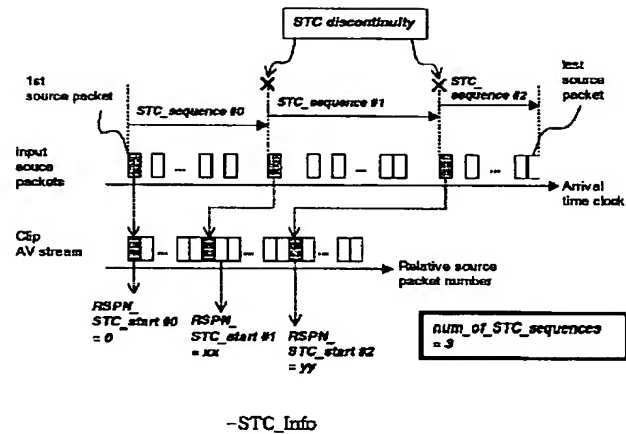 STC discontinuity
1st
source packet
last
source
packet
STC_sequence #0
STC_sequence #1
STC_
sequence #2
input
souce
packets
...
...
...
Arrival
time clock
Clip
AV stream
...
...
...
Relative source
packet number
RSPN_
STC_start #0
= 0
RSPN_
STC_start #1
= xx
RSPN_
STC_start #2
= yy
num_of_STC_sequences
= 3
–STC_Info